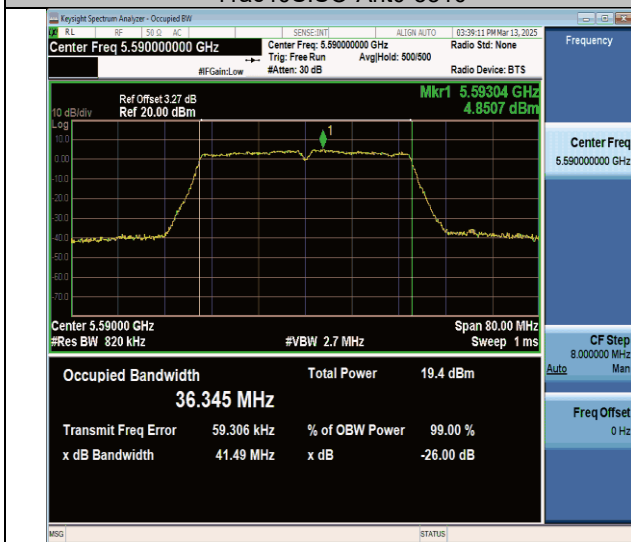 Keysight Spectrum Analyzer - Occupied BW
RL RF 50 Ω AC SENSE:INT ALIGN AUTO 03:39:11 PM Mar 13, 2025
Center Freq 5.590000000 GHz
Center Freq: 5.590000000 GHz Radio Std: None
Trig: Free Run Avg|Hold: 500/500
#IFGain:Low #Atten: 30 dB Radio Device: BTS
Frequency
Mkr1 5.59304 GHz
4.8507 dBm
Ref Offset 3.27 dB
10 dB/div Ref 20.00 dBm
Log
10.0
0.00
-10.0
-20.0
-30.0
-40.0
-50.0
-60.0
-70.0
1
Center 5.59000 GHz Span 80.00 MHz
#Res BW 820 kHz #VBW 2.7 MHz Sweep 1 ms
Occupied Bandwidth Total Power 19.4 dBm
36.345 MHz
Transmit Freq Error 59.306 kHz % of OBW Power 99.00 %
x dB Bandwidth 41.49 MHz x dB -26.00 dB
Center Freq
5.590000000 GHz
CF Step
8.000000 MHz
Auto Man
Freq Offset
0 Hz
MSG STATUS